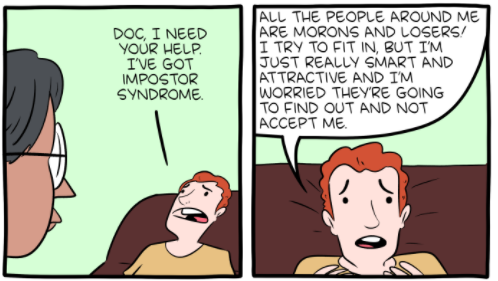 DOC, I NEED
YOUR HELP.
I'VE GOT
IMPOSTOR
SYNDROME.
ALL THE PEOPLE AROUND ME
ARE MORONS AND LOSERS!
I TRY TO FIT IN, BUT I'M
JUST REALLY SMART AND
ATTRACTIVE AND I'M
WORRIED THEY'RE GOING
TO FIND OUT AND NOT
ACCEPT ME.